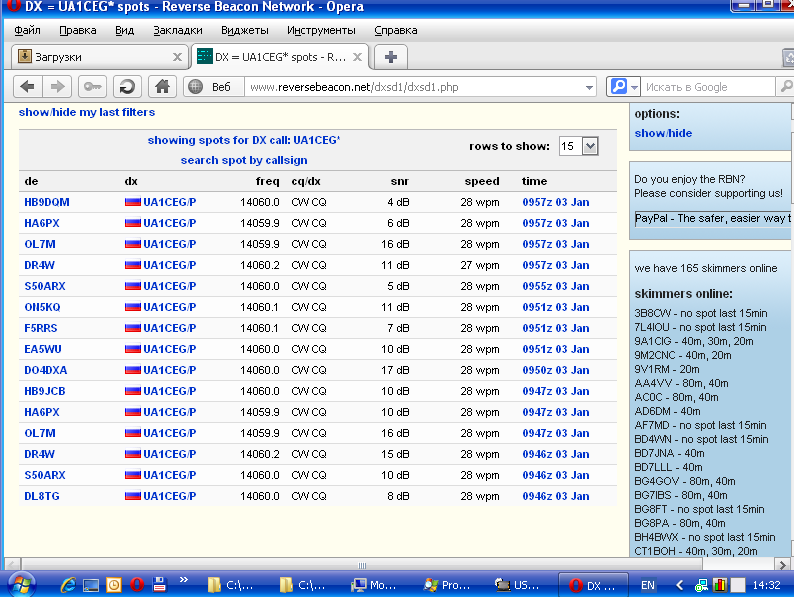 DX = UA1CEG* spots - Reverse Beacon Network - Opera
Файл Правка Вид Закладки Виджеты Инструменты Справка
Загрузки DX = UA1CEG* spots - R...
Веб www.reversebeacon.net/dxsd1/dxsd1.php Искать в Google
show/hide my last filters
showing spots for DX call: UA1CEG*
search spot by callsign
rows to show: 15
de dx freq cq/dx snr speed time
HB9DQM UA1CEG/P 14060.0 CW CQ 4 dB 28 wpm 0957z 03 Jan
HA6PX UA1CEG/P 14059.9 CW CQ 6 dB 28 wpm 0957z 03 Jan
OL7M UA1CEG/P 14059.9 CW CQ 16 dB 28 wpm 0957z 03 Jan
DR4W UA1CEG/P 14060.2 CW CQ 11 dB 27 wpm 0957z 03 Jan
S50ARX UA1CEG/P 14060.0 CW CQ 5 dB 28 wpm 0955z 03 Jan
ON5KQ UA1CEG/P 14060.1 CW CQ 11 dB 28 wpm 0951z 03 Jan
F5RRS UA1CEG/P 14060.1 CW CQ 7 dB 28 wpm 0951z 03 Jan
EA5WU UA1CEG/P 14060.0 CW CQ 10 dB 28 wpm 0951z 03 Jan
DO4DXA UA1CEG/P 14060.0 CW CQ 17 dB 28 wpm 0950z 03 Jan
HB9JCB UA1CEG/P 14060.0 CW CQ 10 dB 28 wpm 0947z 03 Jan
HA6PX UA1CEG/P 14059.9 CW CQ 10 dB 28 wpm 0947z 03 Jan
OL7M UA1CEG/P 14059.9 CW CQ 16 dB 28 wpm 0947z 03 Jan
DR4W UA1CEG/P 14060.2 CW CQ 15 dB 28 wpm 0946z 03 Jan
S50ARX UA1CEG/P 14060.0 CW CQ 10 dB 28 wpm 0946z 03 Jan
DL8TG UA1CEG/P 14060.0 CW CQ 8 dB 28 wpm 0946z 03 Jan
options:
show/hide
Do you enjoy the RBN?
Please consider supporting us!
PayPal - The safer, easier way t
we have 165 skimmers online
skimmers online:
3B8CW - no spot last 15min
7L4IOU - no spot last 15min
9A1CIG - 40m, 30m, 20m
9M2CNC - 40m, 20m
9V1RM - 20m
AA4VV - 80m, 40m
AC0C - 80m, 40m
AD6DM - 40m
AF7MD - no spot last 15min
BD4WN - no spot last 15min
BD7JNA - 40m
BD7LLL - 40m
BG4GOV - 80m, 40m
BG7IBS - 80m, 40m
BG8FT - no spot last 15min
BG8PA - 80m, 40m
BH4BWX - no spot last 15min
CT1BOH - 40m, 30m, 20m
C:\... C:\... Mo... Pro... US... DX ... EN 14:32